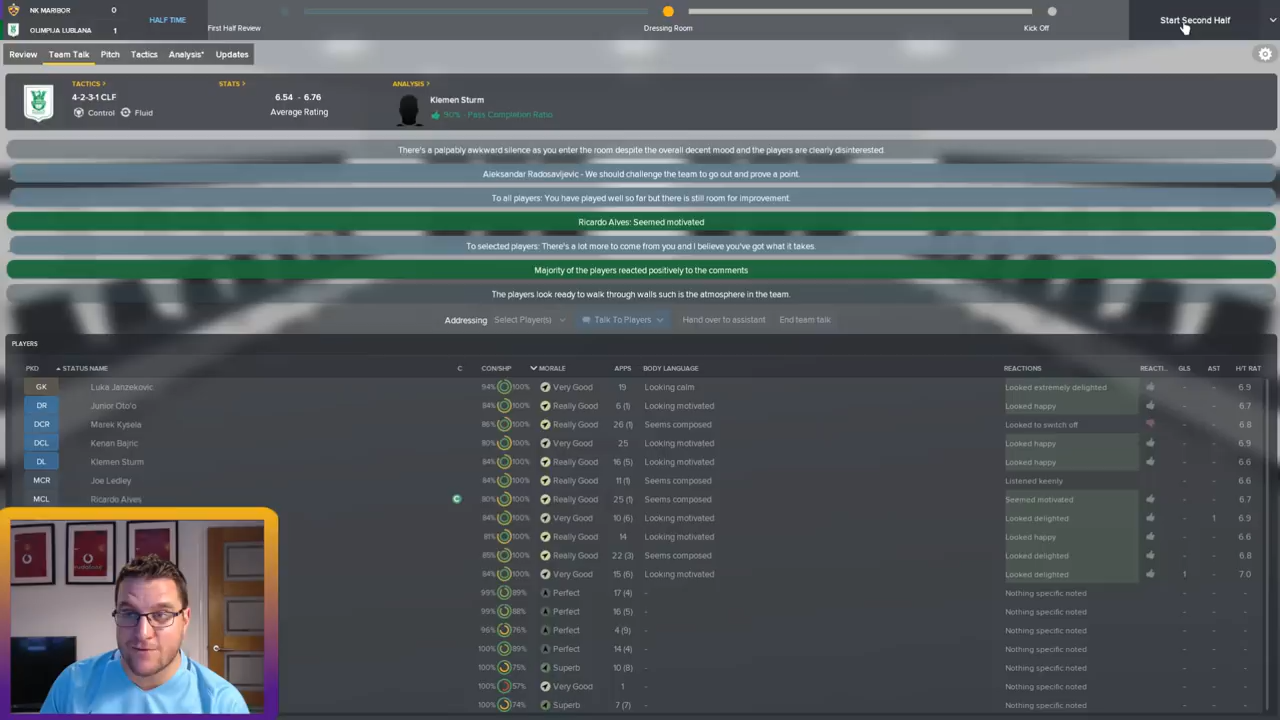 NK MARIBOR 0
OLIMPIJA LJUBLJANA 1
HALF TIME
First Half Review
Dressing Room
Kick Off
Start Second Half
Review Team Talk Pitch Tactics Analysis* Updates
TACTICS >
4-2-3-1 CLF
Control Fluid
STATS >
6.54 - 6.76
Average Rating
ANALYSIS >
Klemen Sturm
90% - Pass Completion Ratio
There's a palpably awkward silence as you enter the room despite the overall decent mood and the players are clearly disinterested.
Aleksandar Radosavljevic - We should challenge the team to go out and prove a point.
To all players: You have played well so far but there is still room for improvement.
Ricardo Alves: Seemed motivated
To selected players: There's a lot more to come from you and I believe you've got what it takes.
Majority of the players reacted positively to the comments
The players look ready to walk through walls such is the atmosphere in the team.
Addressing Select Player(s) Talk To Players Hand over to assistant End team talk
PLAYERS
PKD STATUS NAME C CON/SHP MORALE APPS BODY LANGUAGE REACTIONS REACTI... GLS AST H/T RAT
GK Luka Janzekovic 94% 100% Very Good 19 Looking calm Looked extremely delighted - - 6.9
DR Junior Oto'o 84% 100% Really Good 6 (1) Looking motivated Looked happy - - 6.7
DCR Marek Kysela 86% 100% Really Good 26 (1) Seems composed Looked to switch off - - 6.8
DCL Kenan Bajric 80% 100% Very Good 25 Looking motivated Looked happy - - 6.9
DL Klemen Sturm 84% 100% Really Good 16 (5) Looking motivated Looked happy - - 6.6
MCR Joe Ledley 84% 100% Really Good 11 (1) Seems composed Listened keenly - - 6.6
MCL Ricardo Alves C 80% 100% Really Good 25 (1) Seems composed Seemed motivated - - 6.7
84% 100% Very Good 10 (6) Looking motivated Looked delighted - 1 6.9
81% 100% Really Good 14 Looking motivated Looked happy - - 6.6
85% 100% Really Good 22 (3) Seems composed Looked delighted - - 6.8
84% 100% Very Good 15 (6) Looking motivated Looked delighted 1 - 7.0
99% 89% Perfect 17 (4) - Nothing specific noted - - -
99% 88% Perfect 16 (5) - Nothing specific noted - - -
96% 76% Perfect 4 (9) - Nothing specific noted - - -
100% 89% Perfect 14 (4) - Nothing specific noted - - -
100% 75% Superb 10 (8) - Nothing specific noted - - -
100% 57% Very Good 1 - Nothing specific noted - - -
100% 74% Superb 7 (7) - Nothing specific noted - - -